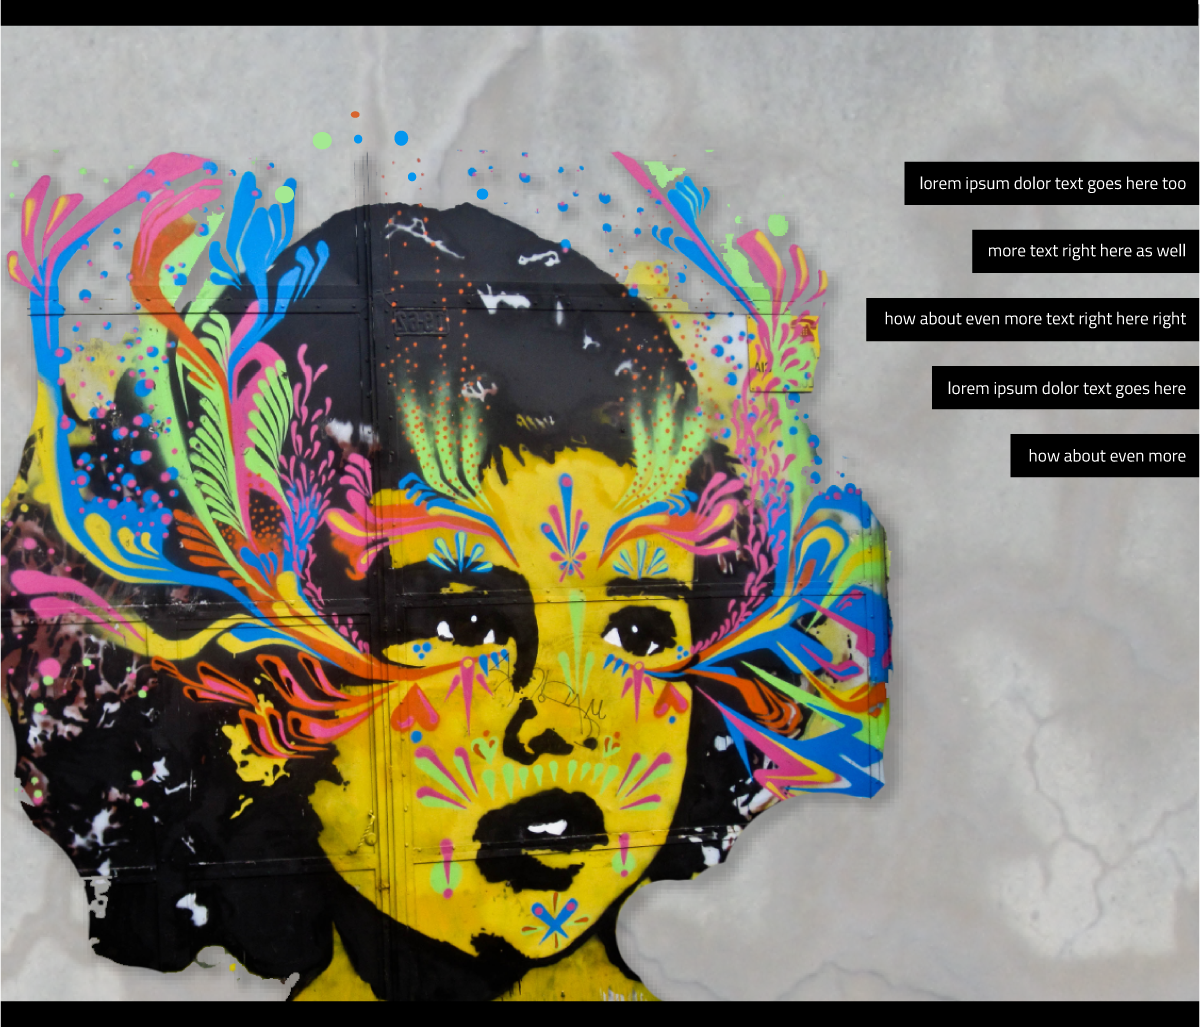 lorem ipsum dolor text goes here too
more text right here as well
how about even more text right here right
lorem ipsum dolor text goes here
how about even more